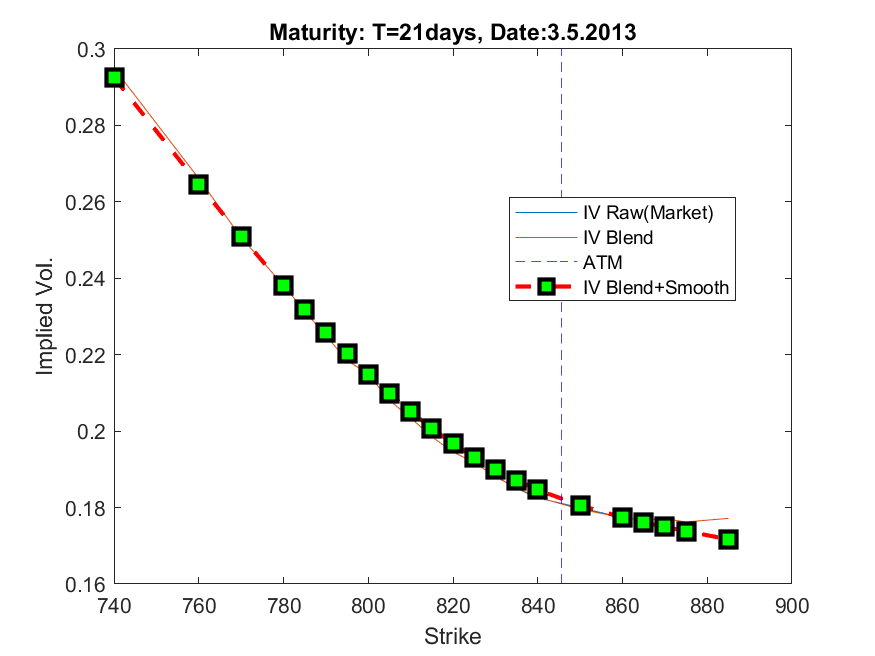 Maturity: T=21days, Date:3.5.2013
0.3
0.28
0.26
0.24
0.22
0.2
0.18
0.16
Implied Vol.
IV Raw(Market)
IV Blend
ATM
IV Blend+Smooth
740 760 780 800 820 840 860 880 900
Strike